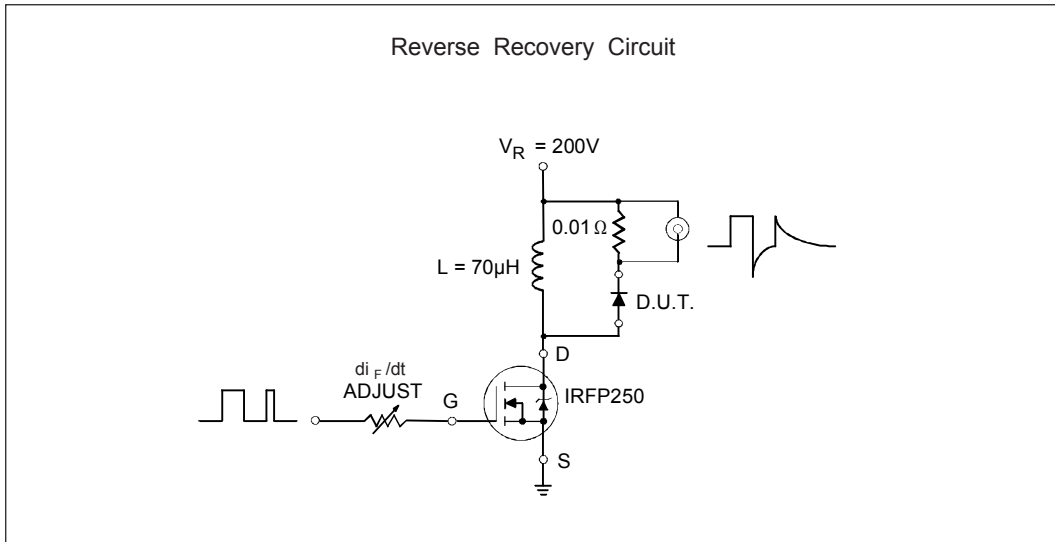 Reverse Recovery Circuit
V_R = 200V
0.01 Ω
L = 70µH
D.U.T.
D
di_F/dt
ADJUST
G
IRFP250
S